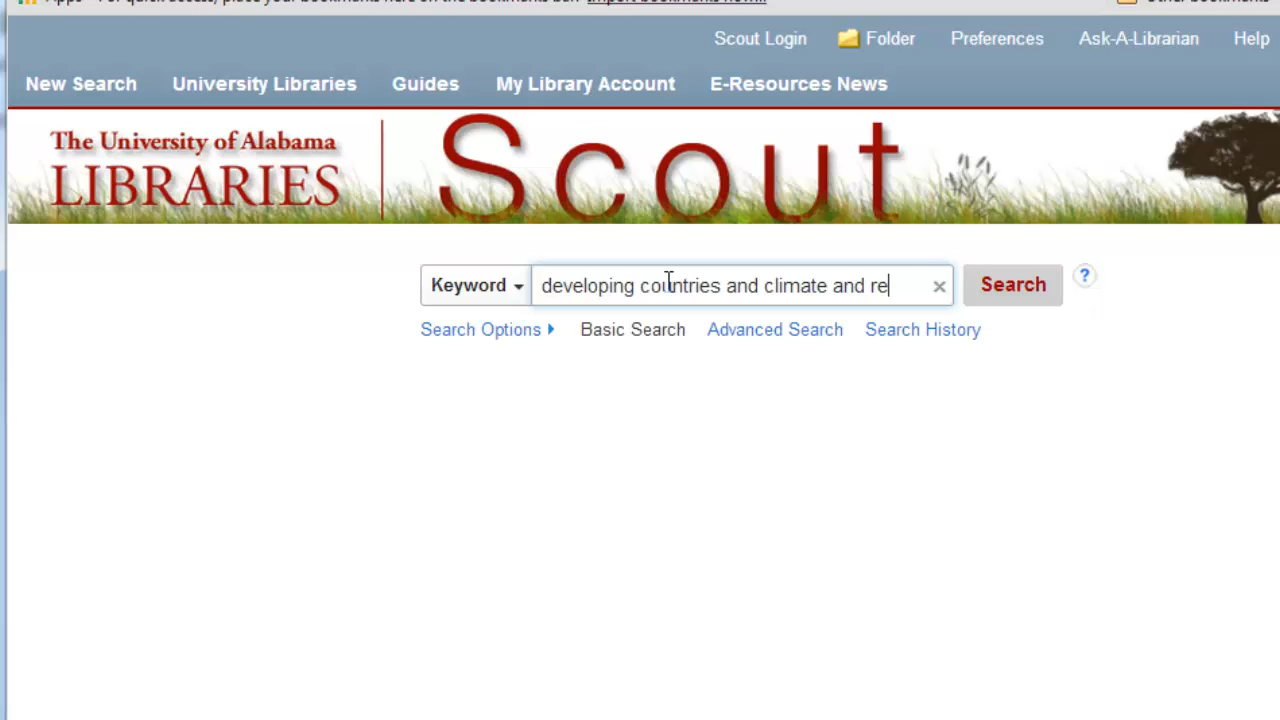 Apps For quick access, place your bookmarks here on the bookmarks bar. Import bookmarks now... Other bookmarks
Scout Login Folder Preferences Ask-A-Librarian Help
New Search University Libraries Guides My Library Account E-Resources News
The University of Alabama
LIBRARIES
Scout
Keyword developing countries and climate and re × Search ?
Search Options Basic Search Advanced Search Search History